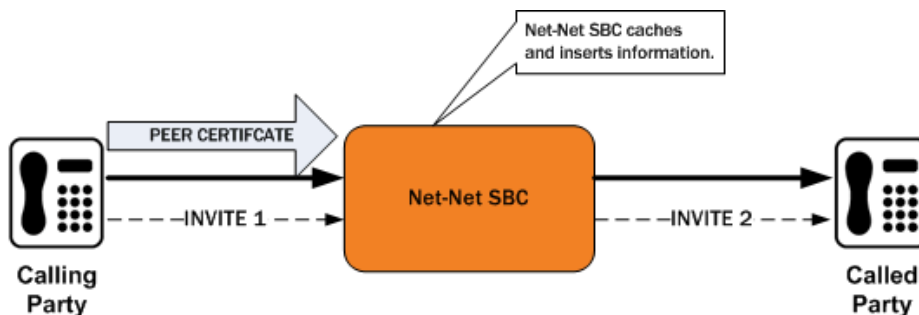 Net-Net SBC caches
and inserts information.
PEER CERTIFCATE
Net-Net SBC
INVITE 1
INVITE 2
Calling
Party
Called
Party